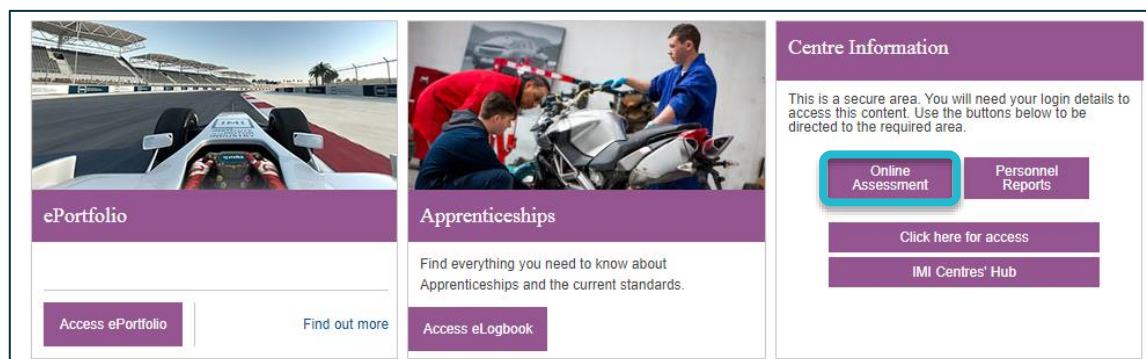 IMI
ePortfolio
Access ePortfolio
Find out more
Apprenticeships
Find everything you need to know about
Apprenticeships and the current standards.
Access eLogbook
Centre Information
This is a secure area. You will need your login details to
access this content. Use the buttons below to be
directed to the required area.
Online
Assessment
Personnel
Reports
Click here for access
IMI Centres' Hub